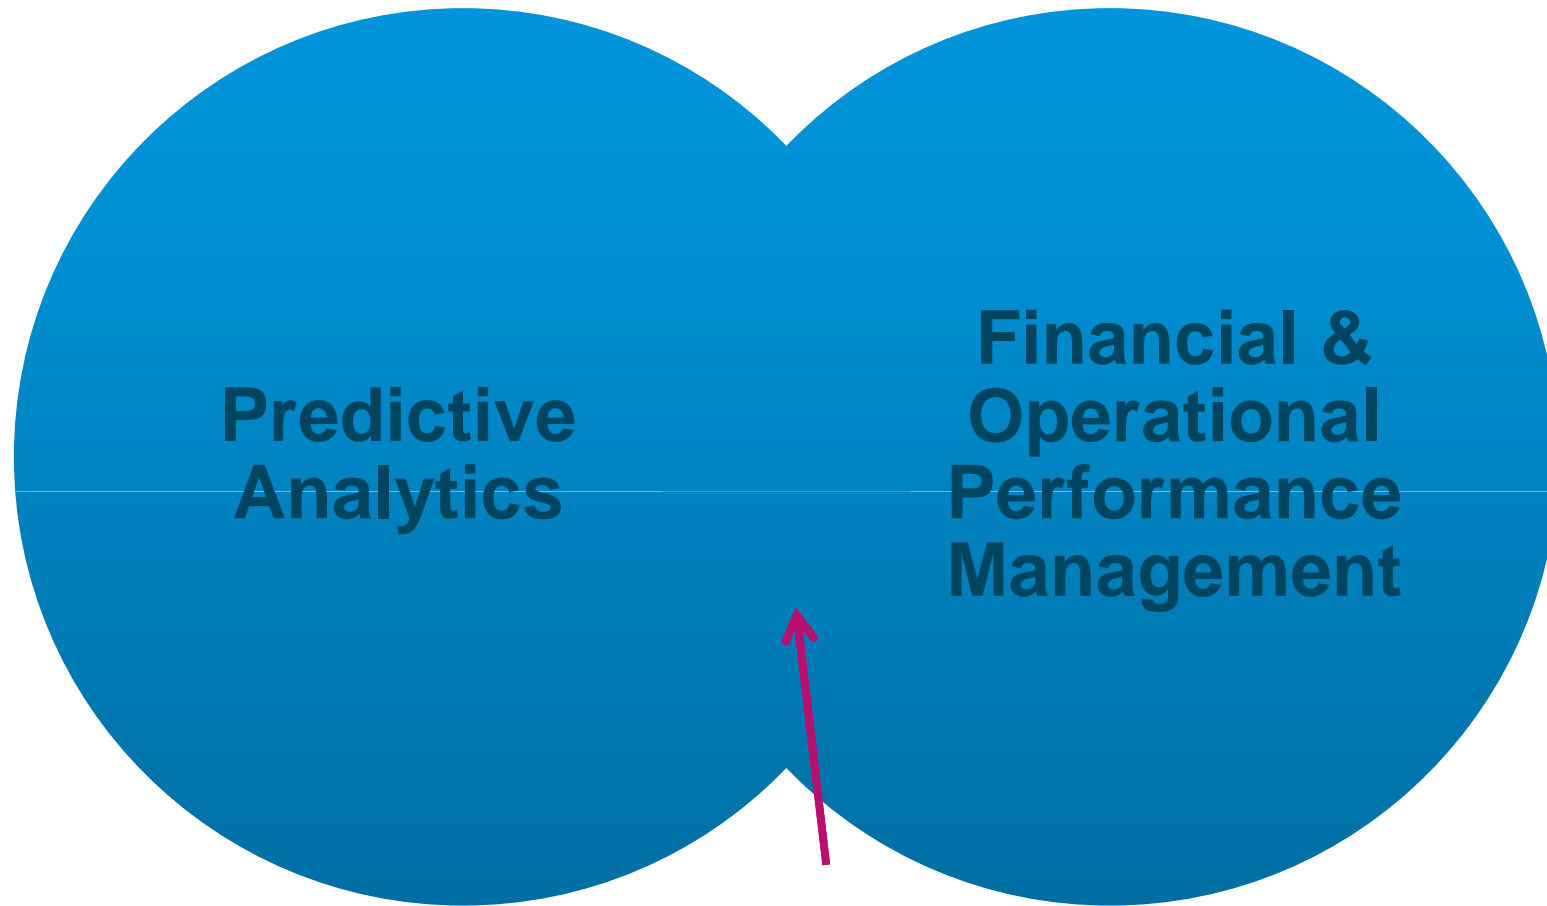 Predictive
Analytics
Financial &
Operational
Performance
Management